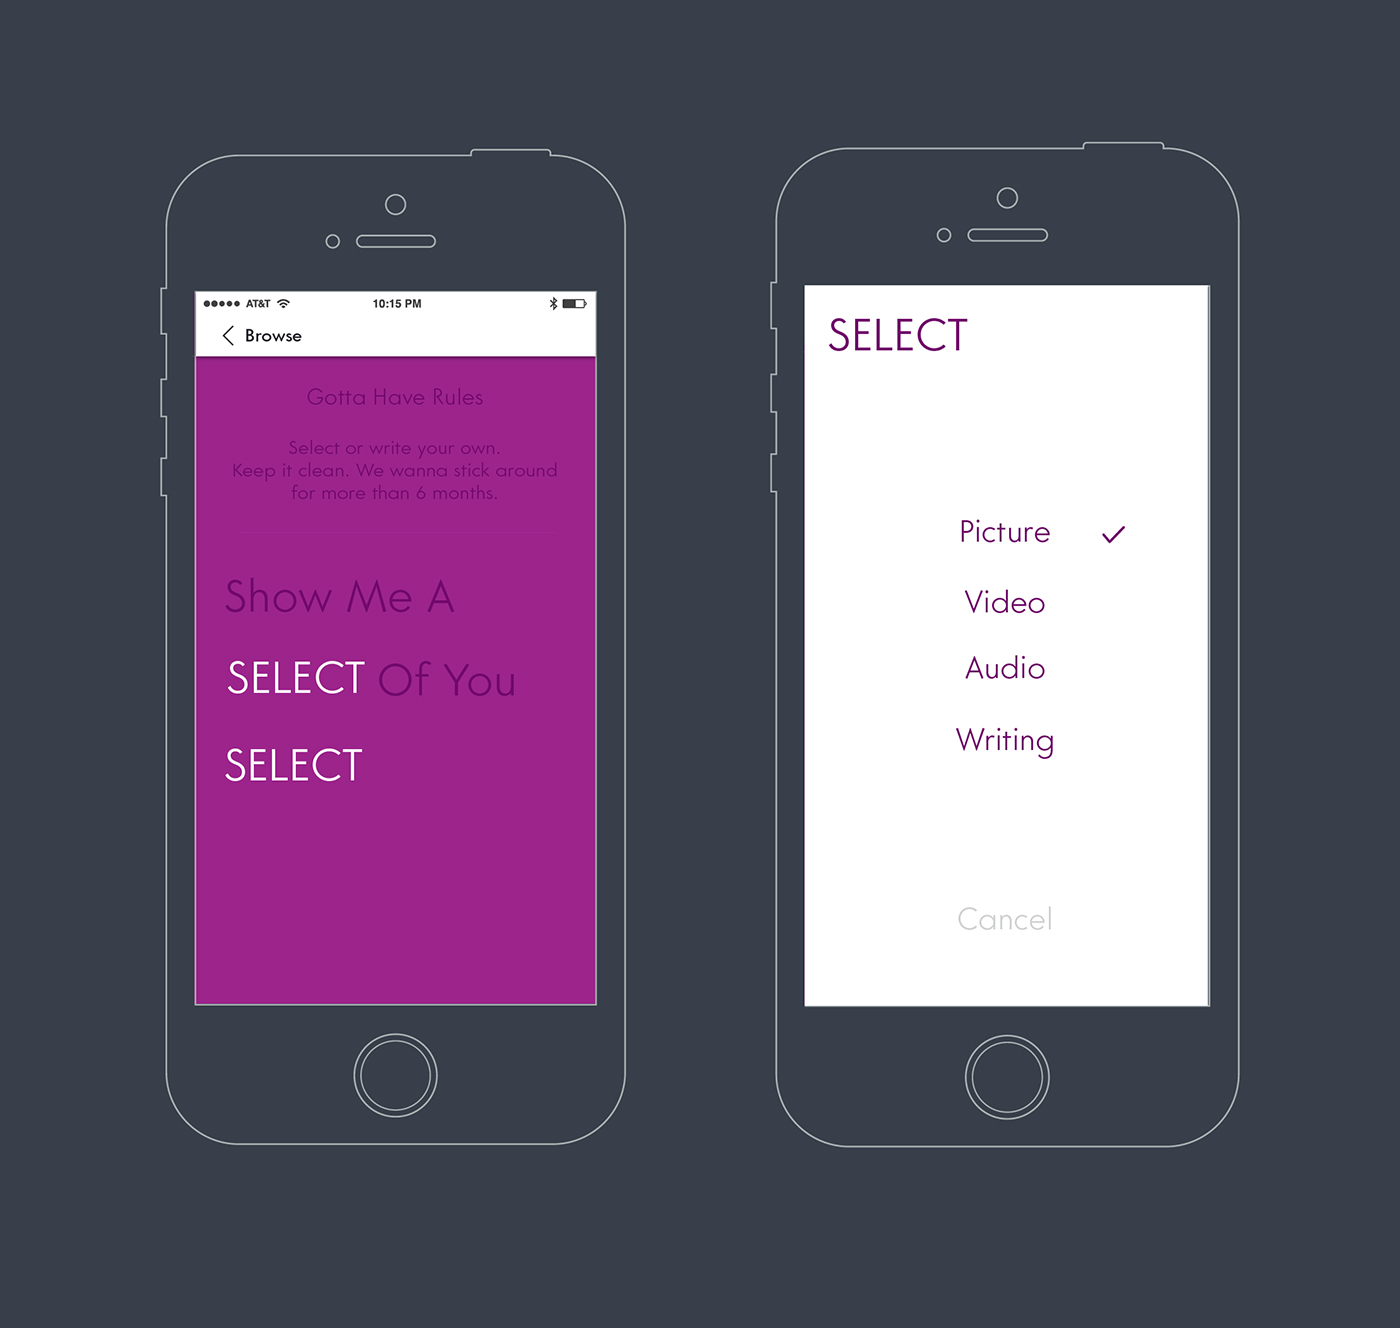 AT&T 10:15 PM
Browse
Gotta Have Rules
Select or write your own.
Keep it clean. We wanna stick around
for more than 6 months.
Show Me A
SELECT Of You
SELECT
SELECT
Picture
Video
Audio
Writing
Cancel